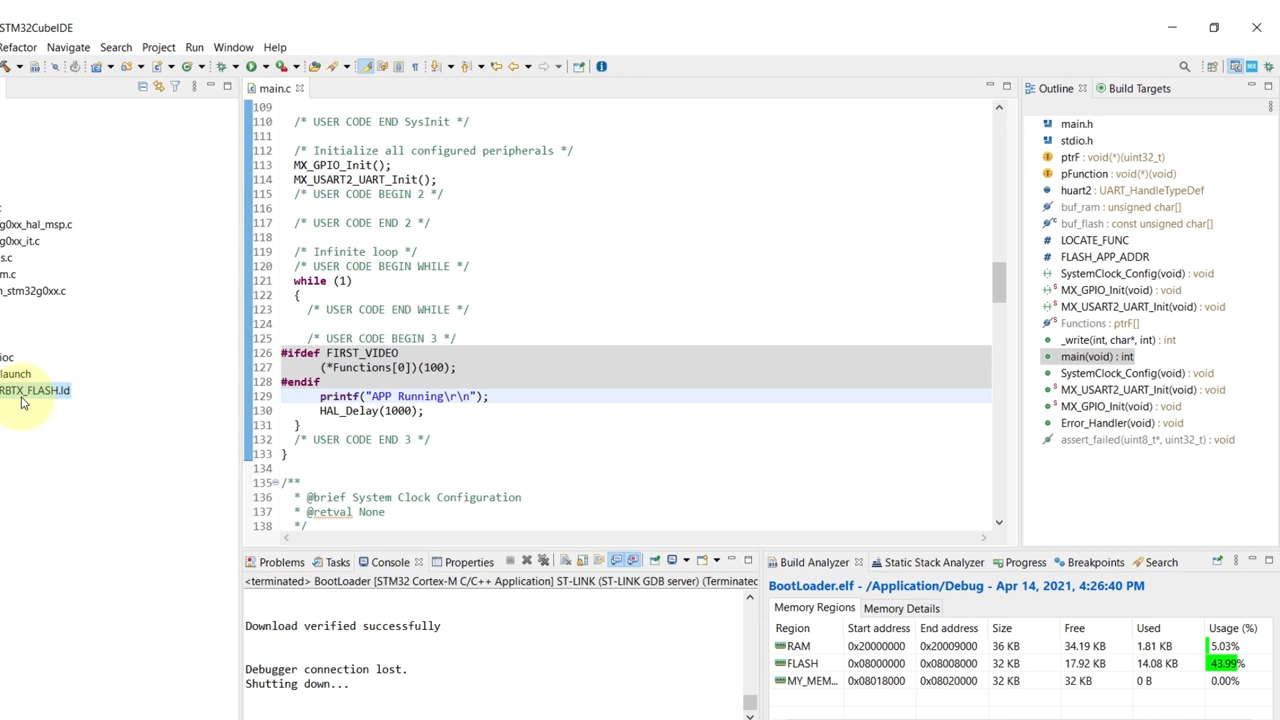 STM32CubeIDE
Refactor Navigate Search Project Run Window Help
main.c
109
110 /* USER CODE END SysInit */
111
112 /* Initialize all configured peripherals */
113 MX_GPIO_Init();
114 MX_USART2_UART_Init();
115 /* USER CODE BEGIN 2 */
116
117 /* USER CODE END 2 */
118
119 /* Infinite loop */
120 /* USER CODE BEGIN WHILE */
121 while (1)
122 {
123 /* USER CODE END WHILE */
124
125 /* USER CODE BEGIN 3 */
126 #ifdef FIRST_VIDEO
127 (*Functions[0])(100);
128 #endif
129 printf("APP Running\r\n");
130 HAL_Delay(1000);
131 }
132 /* USER CODE END 3 */
133 }
134
135 /**
136 * @brief System Clock Configuration
137 * @retval None
138 */
g0xx_hal_msp.c
g0xx_it.c
s.c
m.c
n_stm32g0xx.c
ioc
launch
RBTX_FLASH.ld
Outline Build Targets
main.h
stdio.h
ptrF : void(*)(uint32_t)
pFunction : void(*)(void)
huart2 : UART_HandleTypeDef
buf_ram : unsigned char[]
buf_flash : const unsigned char[]
LOCATE_FUNC
FLASH_APP_ADDR
SystemClock_Config(void) : void
MX_GPIO_Init(void) : void
MX_USART2_UART_Init(void) : void
Functions : ptrF[]
_write(int, char*, int) : int
main(void) : int
SystemClock_Config(void) : void
MX_USART2_UART_Init(void) : void
MX_GPIO_Init(void) : void
Error_Handler(void) : void
assert_failed(uint8_t*, uint32_t) : void
Problems Tasks Console Properties
<terminated> BootLoader [STM32 Cortex-M C/C++ Application] ST-LINK (ST-LINK GDB server) (Terminated
Download verified successfully
Debugger connection lost.
Shutting down...
Build Analyzer Static Stack Analyzer Progress Breakpoints Search
BootLoader.elf - /Application/Debug - Apr 14, 2021, 4:26:40 PM
Memory Regions Memory Details
Region Start address End address Size Free Used Usage (%)
RAM 0x20000000 0x20009000 36 KB 34.19 KB 1.81 KB 5.03%
FLASH 0x08000000 0x08008000 32 KB 17.92 KB 14.08 KB 43.99%
MY_MEM... 0x08018000 0x08020000 32 KB 32 KB 0 B 0.00%